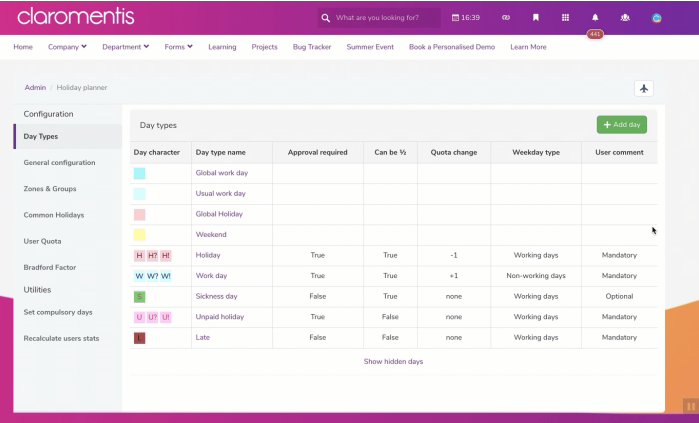 claromentis
What are you looking for?
16:39
441
Home Company Department Forms Learning Projects Bug Tracker Summer Event Book a Personalised Demo Learn More
Admin / Holiday planner
Configuration
Day Types
General configuration
Zones & Groups
Common Holidays
User Quota
Bradford Factor
Utilities
Set compulsory days
Recalculate users stats
Day types
+ Add day
Day character Day type name Approval required Can be ½ Quota change Weekday type User comment
Global work day
Usual work day
Global Holiday
Weekend
H H? H! Holiday True True -1 Working days Mandatory
W W? W! Work day True True +1 Non-working days Mandatory
S Sickness day False True none Working days Optional
U U? U! Unpaid holiday True False none Working days Mandatory
L Late False False none Working days Mandatory
Show hidden days